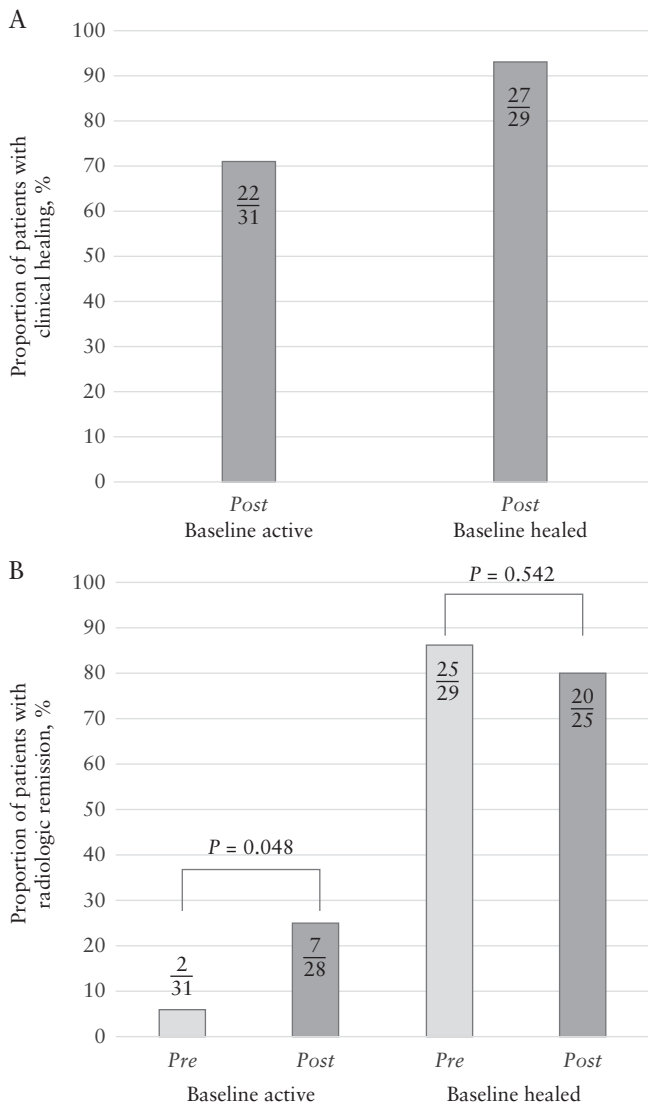 A
Proportion of patients with
clinical healing, %
100
90
80
70
60
50
40
30
20
10
0
22
31
27
29
Post
Post
Baseline active
Baseline healed
B
Proportion of patients with
radiologic remission, %
100
90
80
70
60
50
40
30
20
10
0
P = 0.542
P = 0.048
2
31
7
28
25
29
20
25
Pre
Post
Pre
Post
Baseline active
Baseline healed